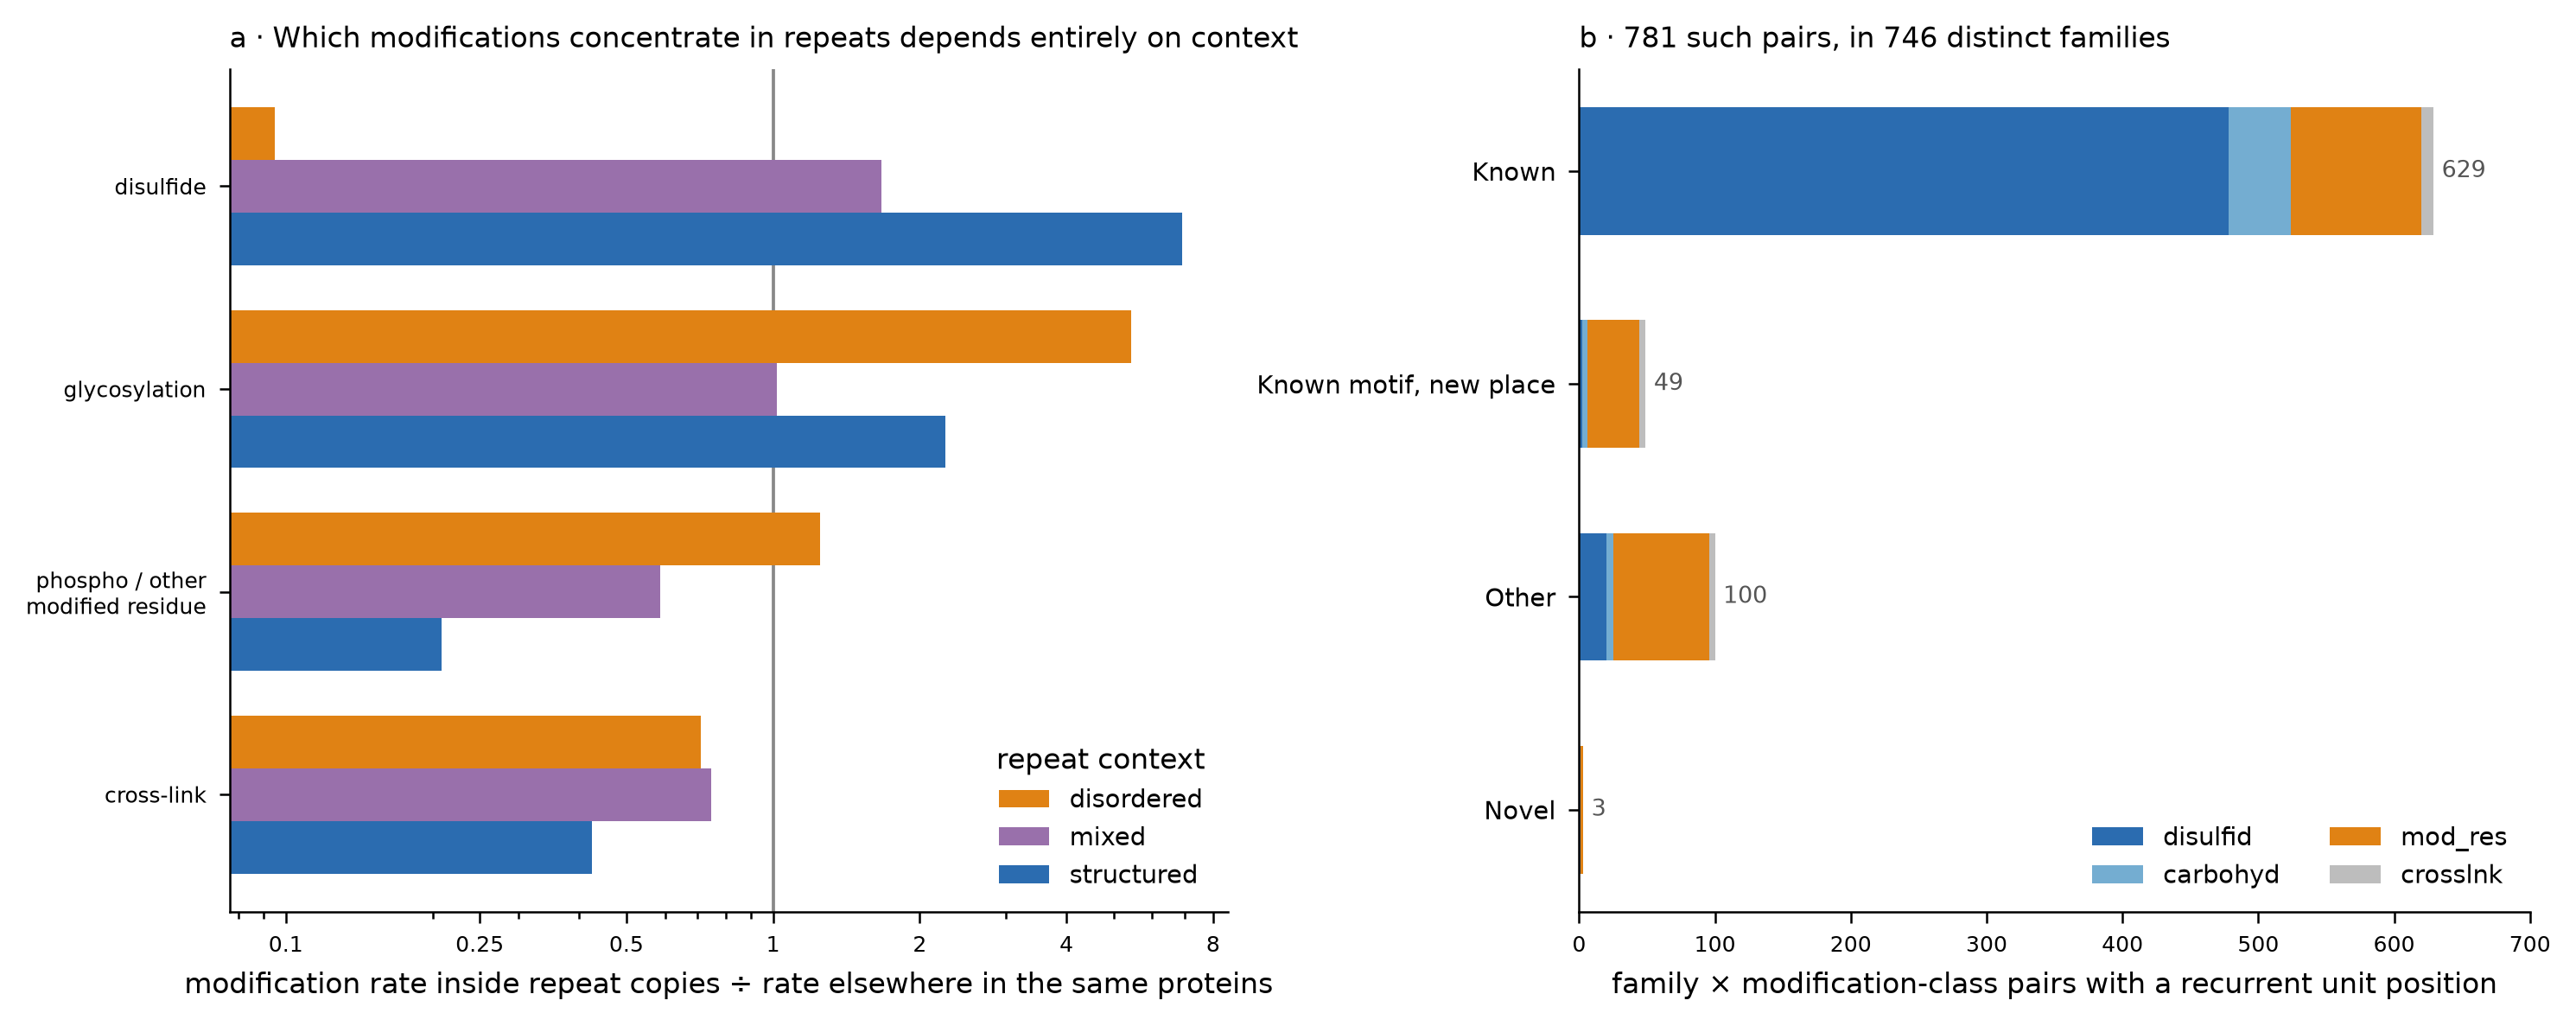 a · Which modifications concentrate in repeats depends entirely on context
disulfide
glycosylation
phospho / other
modified residue
cross-link
repeat context
disordered
mixed
structured
0.1 0.25 0.5 1 2 4 8
modification rate inside repeat copies ÷ rate elsewhere in the same proteins
b · 781 such pairs, in 746 distinct families
Known
629
Known motif, new place
49
Other
100
Novel
3
disulfid
carbohyd
mod_res
crosslnk
0 100 200 300 400 500 600 700
family × modification-class pairs with a recurrent unit position